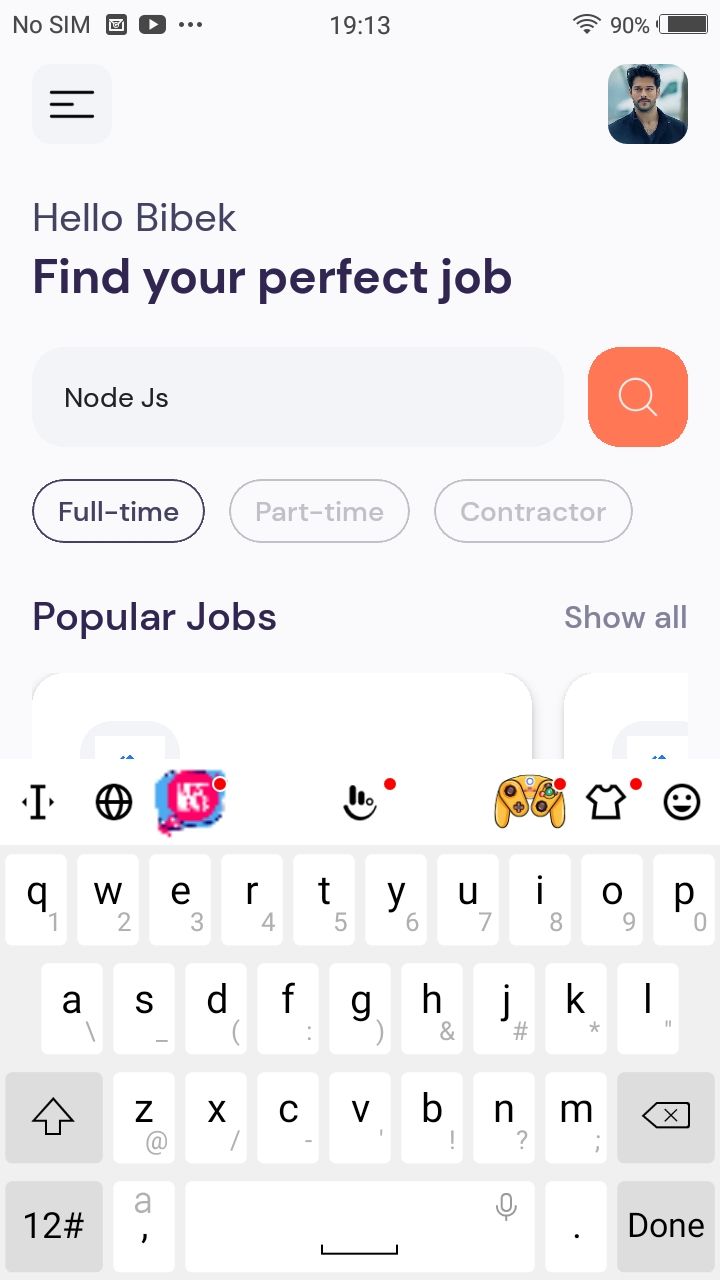 No SIM 19:13 90%
Hello Bibek
Find your perfect job
Node Js
Full-time Part-time Contractor
Popular Jobs Show all
q 1 w 2 e 3 r 4 t 5 y 6 u 7 i 8 o 9 p 0
a \ s _ d ( f : g ) h & j # k * l "
z @ x / c - v ' b ! n ? m ;
12# a , . Done